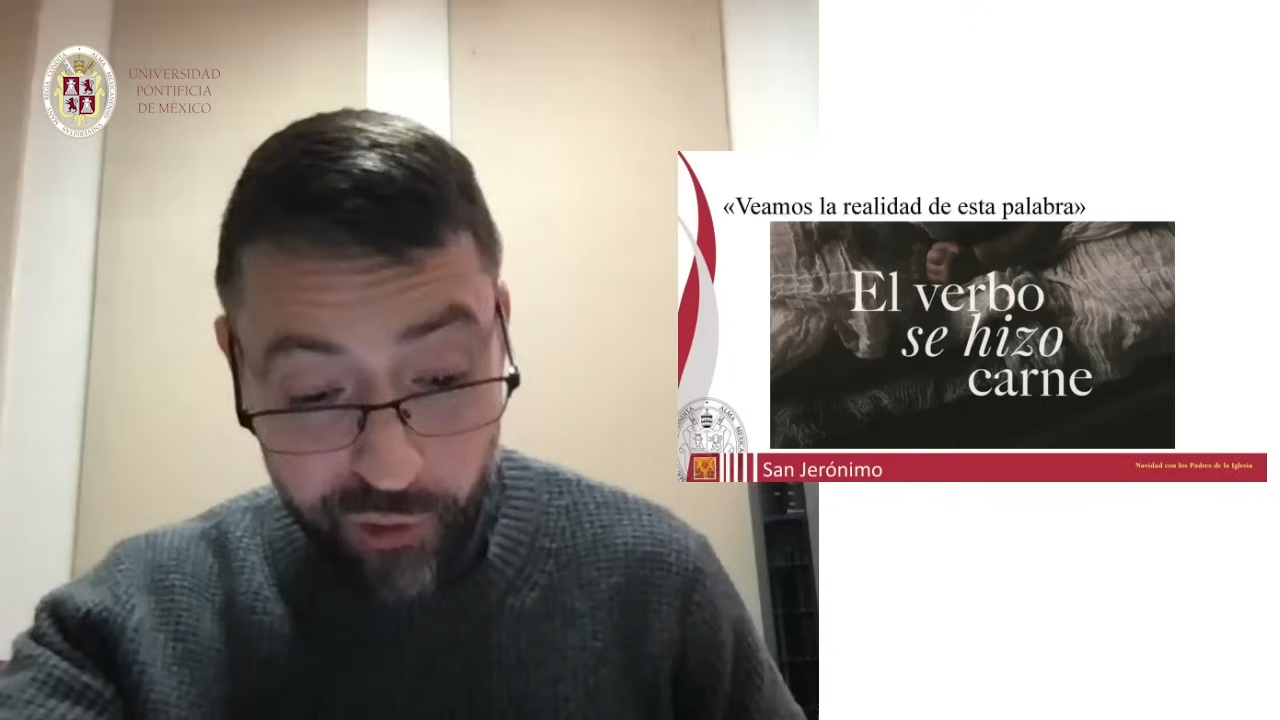 UNIVERSIDAD
PONTIFICIA
DE MÉXICO
«Veamos la realidad de esta palabra»
El verbo
se hizo
carne
San Jerónimo
Navidad con los Padres de la Iglesia